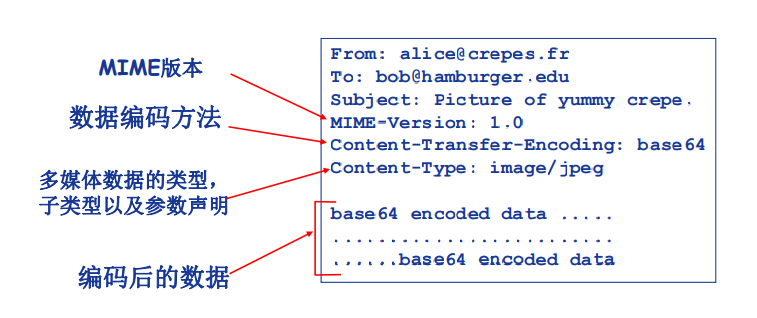 MIME版本
数据编码方法
多媒体数据的类型，
子类型以及参数声明
编码后的数据
From: alice@crepes.fr
To: bob@hamburger.edu
Subject: Picture of yummy crepe.
MIME-Version: 1.0
Content-Transfer-Encoding: base64
Content-Type: image/jpeg
base64 encoded data .....
.........................
......base64 encoded data